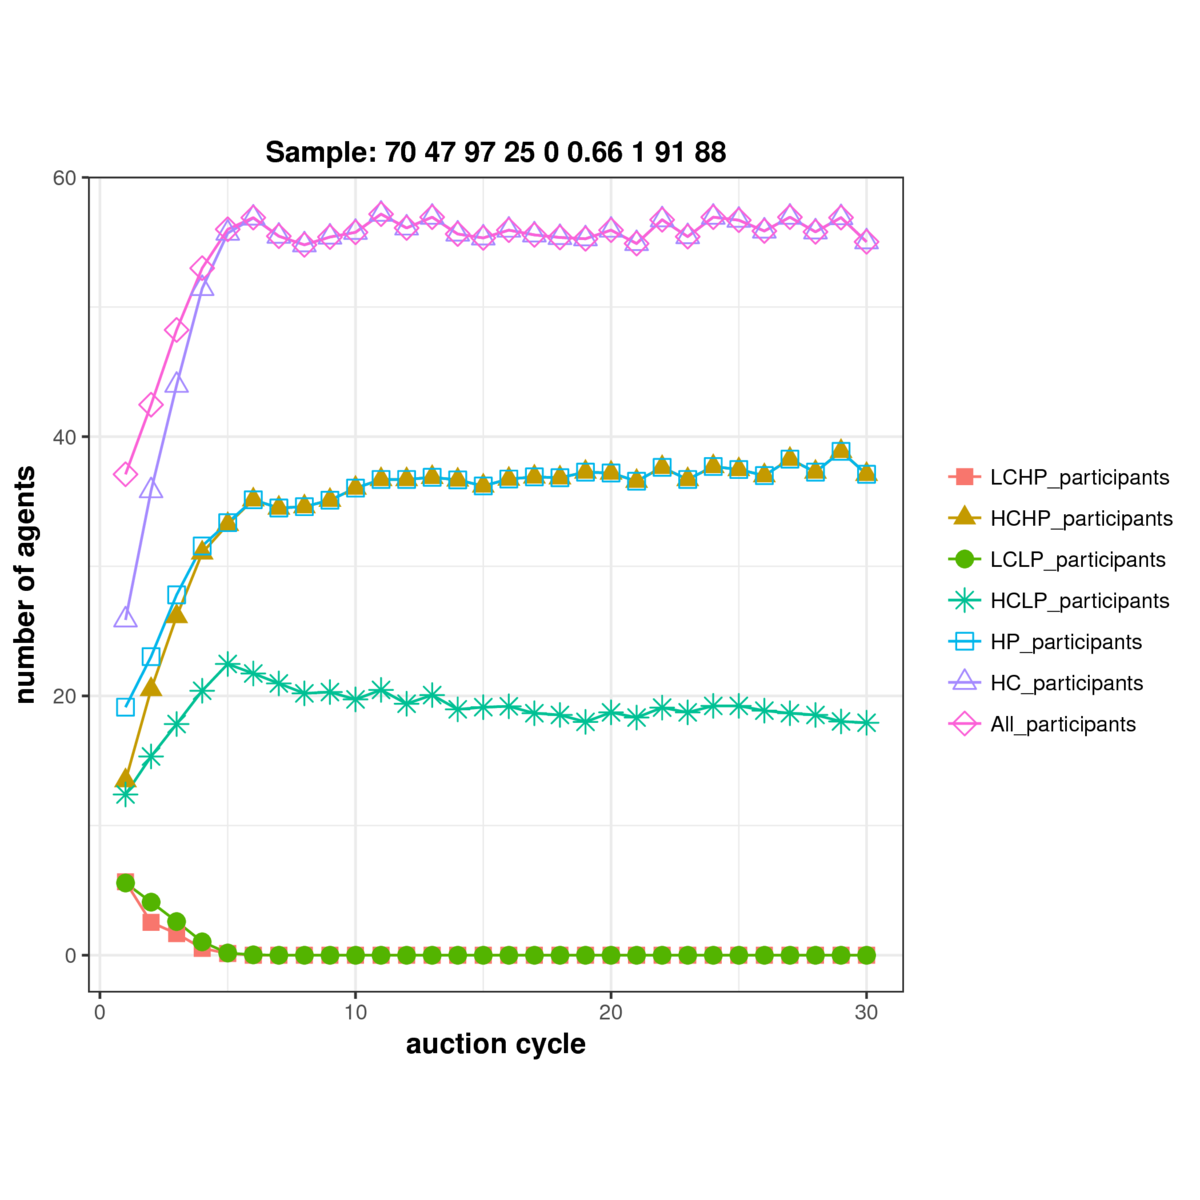 Sample: 70 47 97 25 0 0.66 1 91 88
60
40
20
0
number of agents
0 10 20 30
auction cycle
LCHP_participants
HCHP_participants
LCLP_participants
HCLP_participants
HP_participants
HC_participants
All_participants